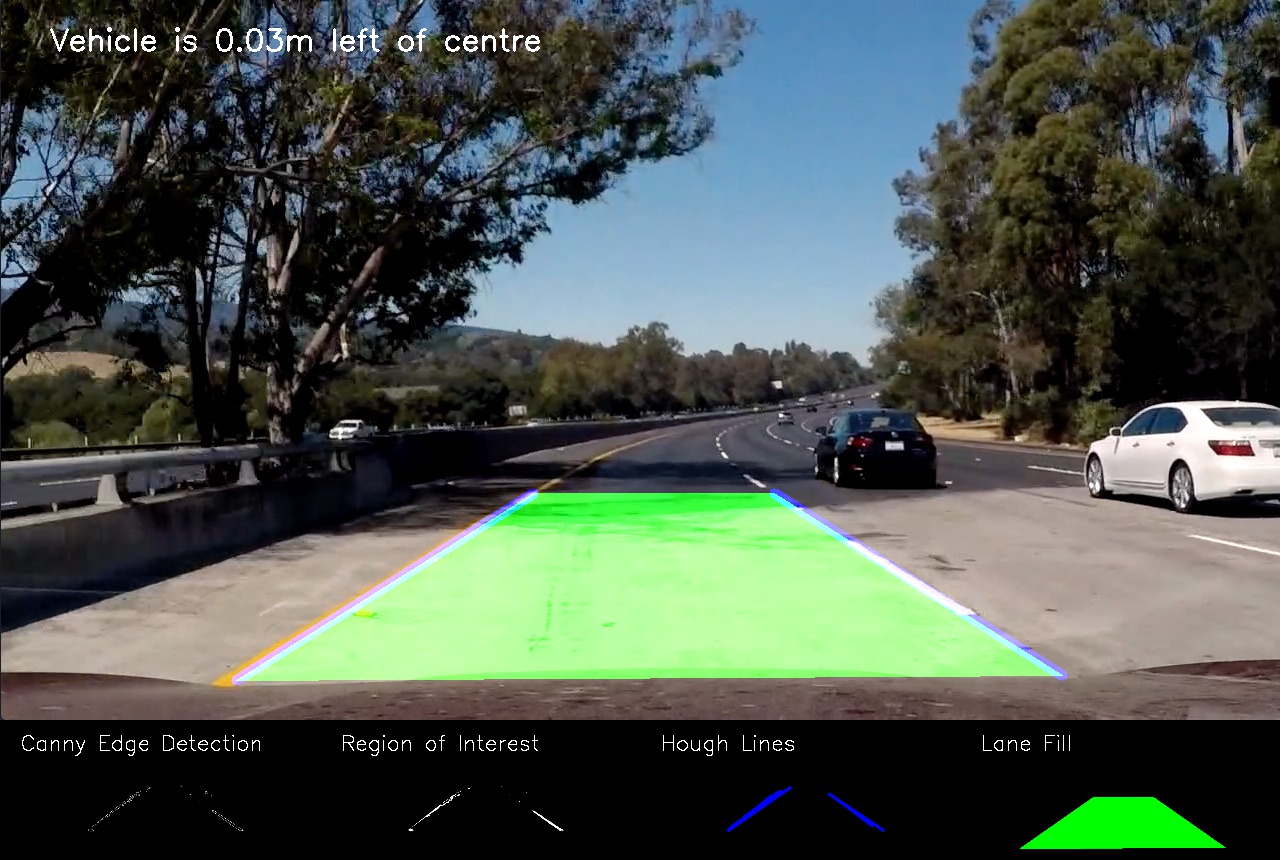 Vehicle is 0.03m left of centre
Canny Edge Detection
Region of Interest
Hough Lines
Lane Fill